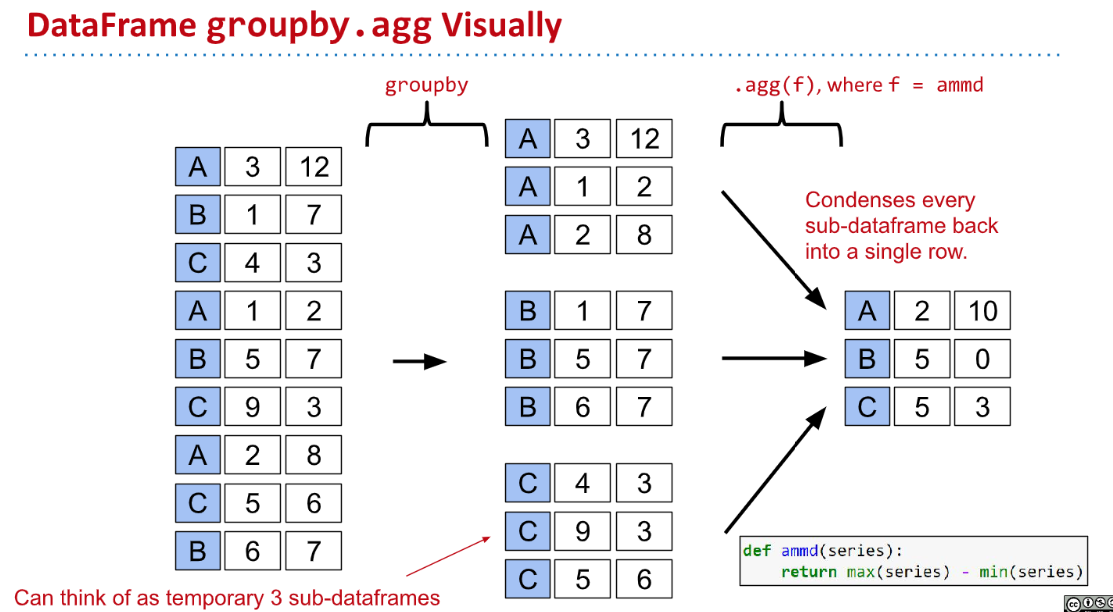 DataFrame groupby.agg Visually
groupby
.agg(f), where f = ammd
A 3 12
B 1 7
C 4 3
A 1 2
B 5 7
C 9 3
A 2 8
C 5 6
B 6 7
A 3 12
A 1 2
A 2 8
B 1 7
B 5 7
B 6 7
C 4 3
C 9 3
C 5 6
Condenses every
sub-dataframe back
into a single row.
A 2 10
B 5 0
C 5 3
def ammd(series):
    return max(series) - min(series)
Can think of as temporary 3 sub-dataframes